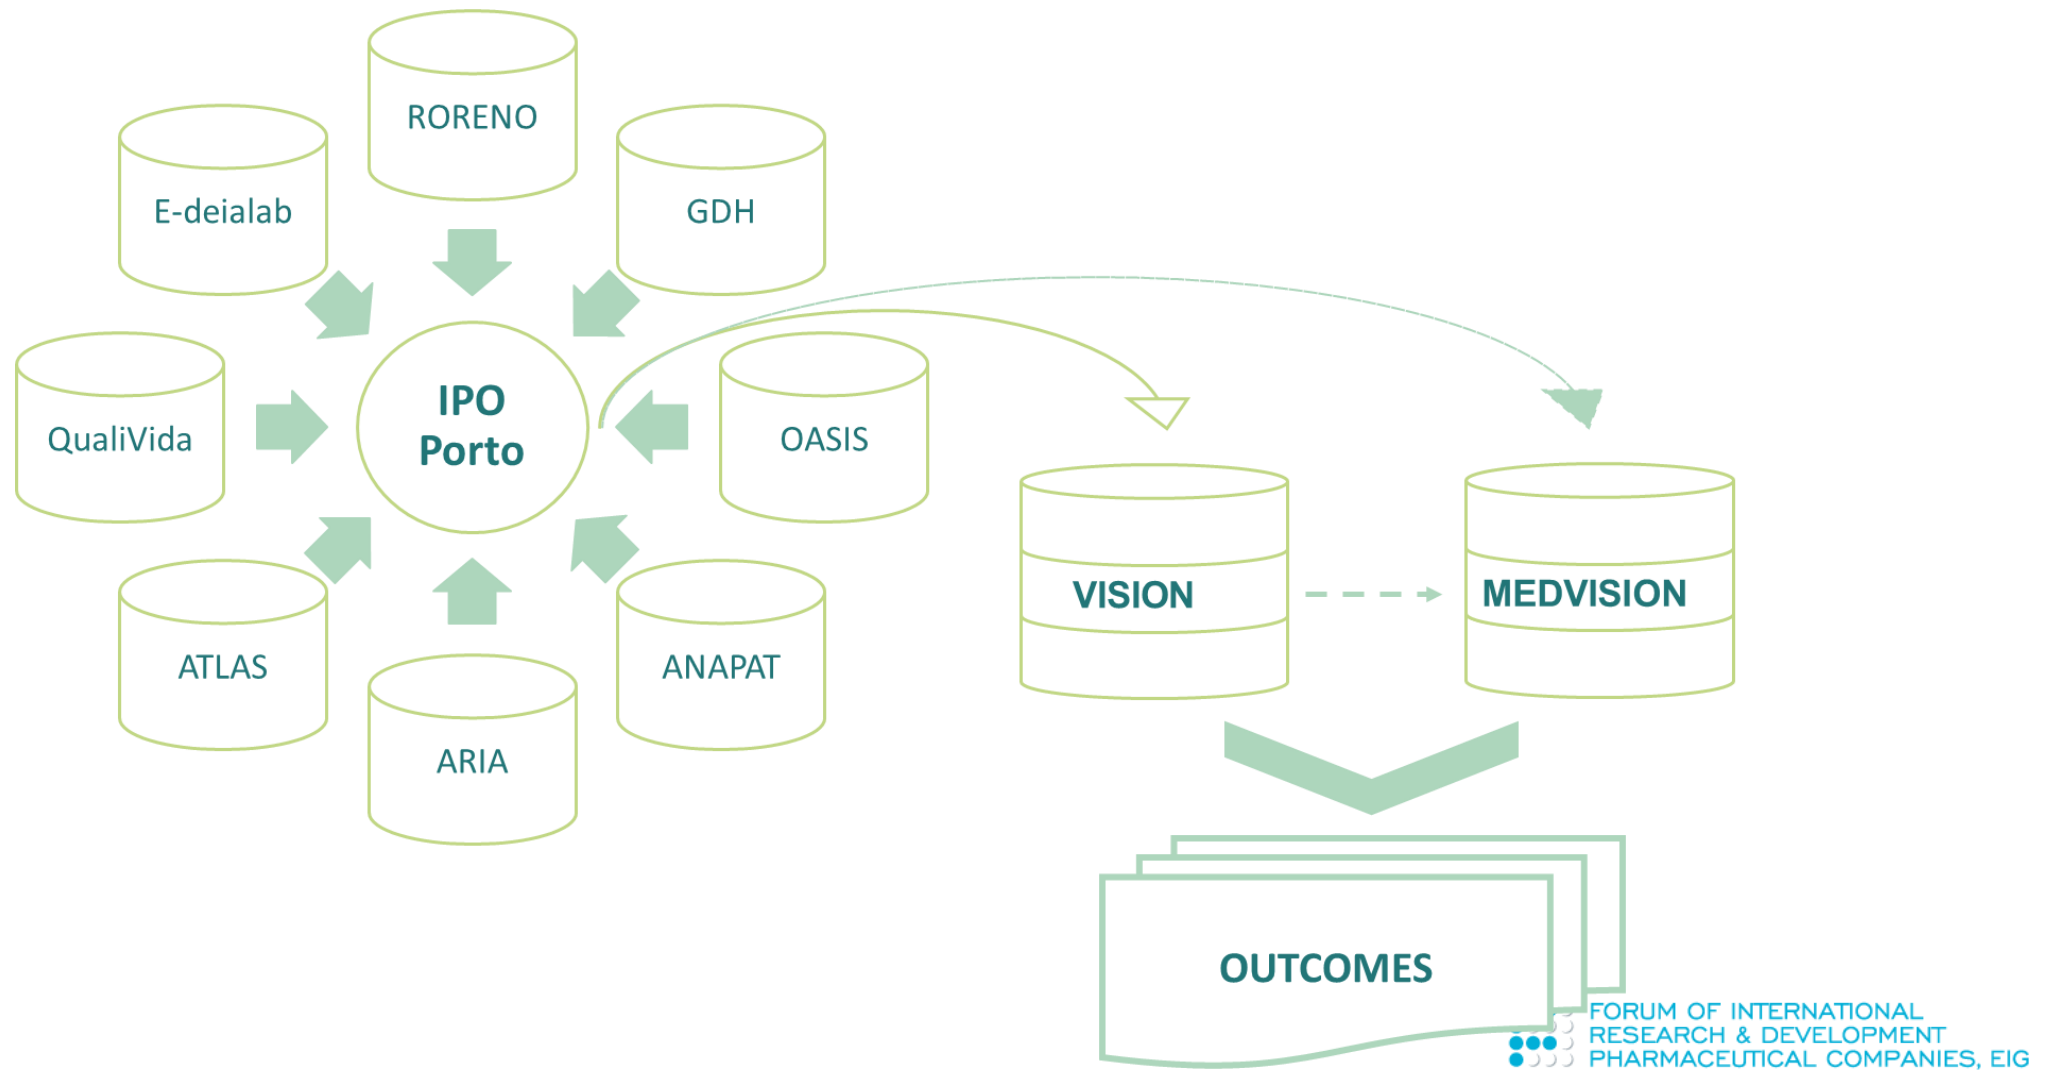 RORENO
E-deialab
GDH
IPO
Porto
QualiVida
OASIS
VISION
MEDVISION
ATLAS
ANAPAT
ARIA
OUTCOMES
FORUM OF INTERNATIONAL
RESEARCH & DEVELOPMENT
PHARMACEUTICAL COMPANIES, EIG